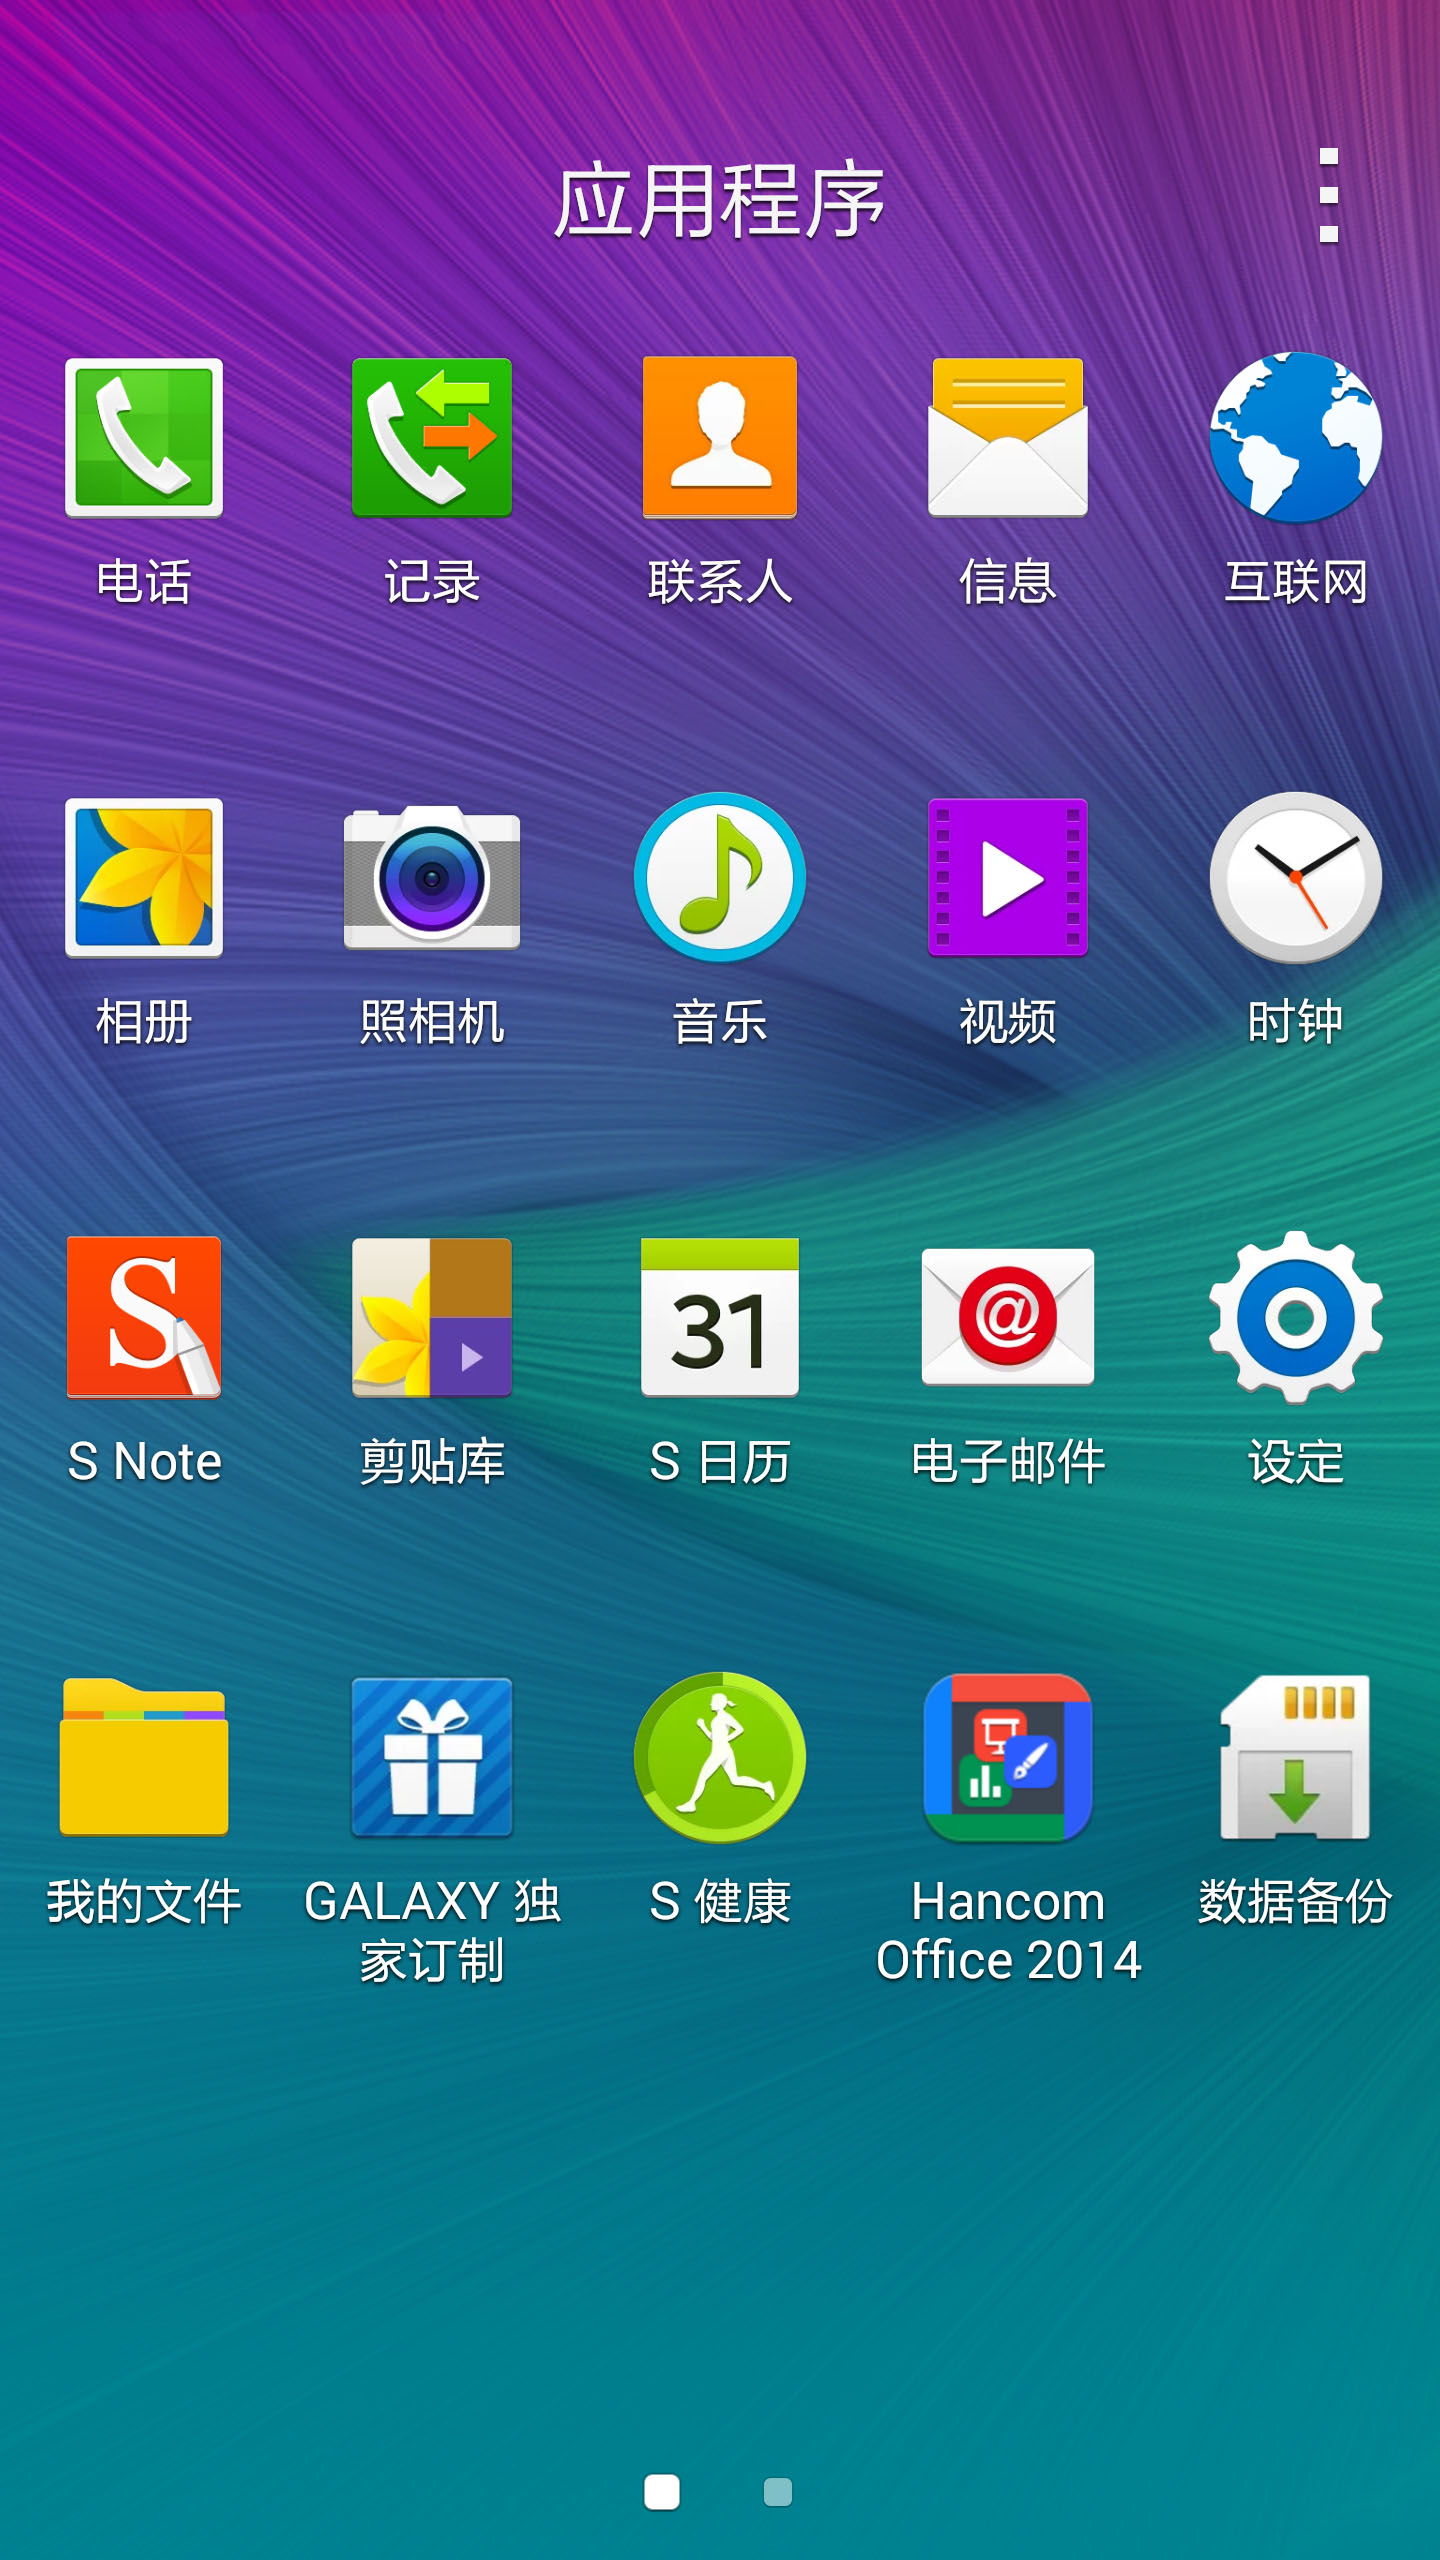 应用程序
电话
记录
联系人
信息
互联网
相册
照相机
音乐
视频
时钟
31
@
S
S Note
剪贴库
S 日历
电子邮件
设定
我的文件
GALAXY 独
家订制
S 健康
Hancom
Office 2014
数据备份